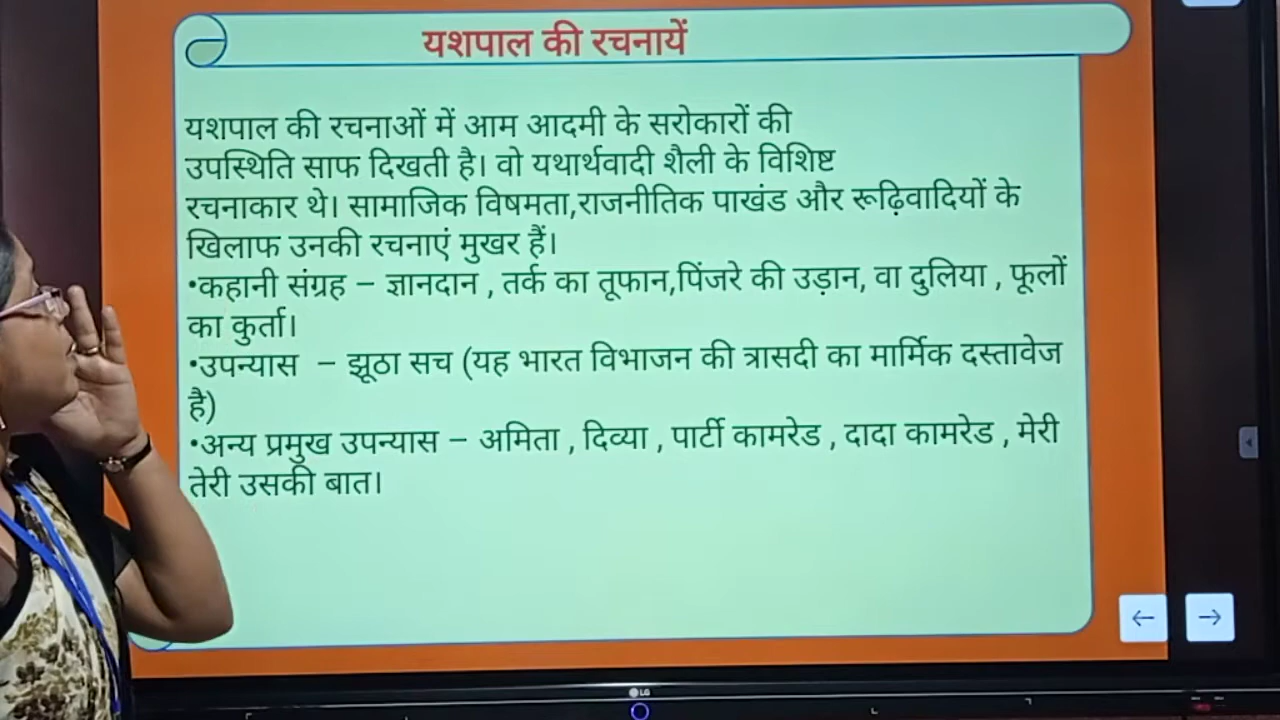 यशपाल की रचनायें
यशपाल की रचनाओं में आम आदमी के सरोकारों की
उपस्थिति साफ दिखती है। वो यथार्थवादी शैली के विशिष्ट
रचनाकार थे। सामाजिक विषमता,राजनीतिक पाखंड और रूढ़िवादियों के
खिलाफ उनकी रचनाएं मुखर हैं।
•कहानी संग्रह – ज्ञानदान , तर्क का तूफान,पिंजरे की उड़ान, वा दुलिया , फूलों
का कुर्ता।
•उपन्यास – झूठा सच (यह भारत विभाजन की त्रासदी का मार्मिक दस्तावेज
है)
•अन्य प्रमुख उपन्यास – अमिता , दिव्या , पार्टी कामरेड , दादा कामरेड , मेरी
तेरी उसकी बात।
LG